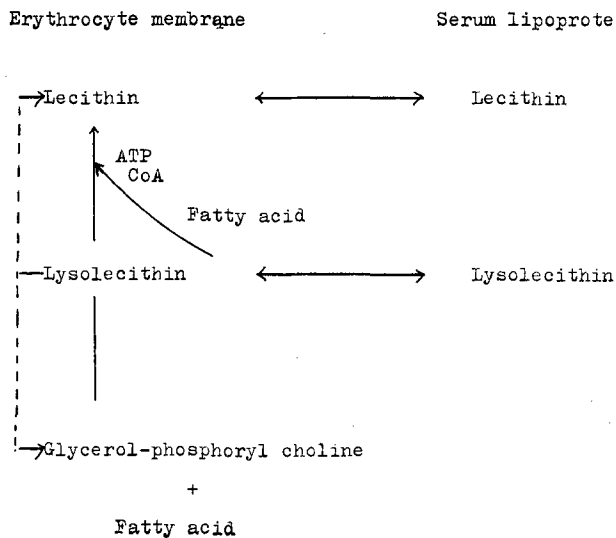 Erythrocyte membrane Serum lipoprote
Lecithin Lecithin
ATP
CoA
Fatty acid
Lysolecithin Lysolecithin
Glycerol-phosphoryl choline
+
Fatty acid